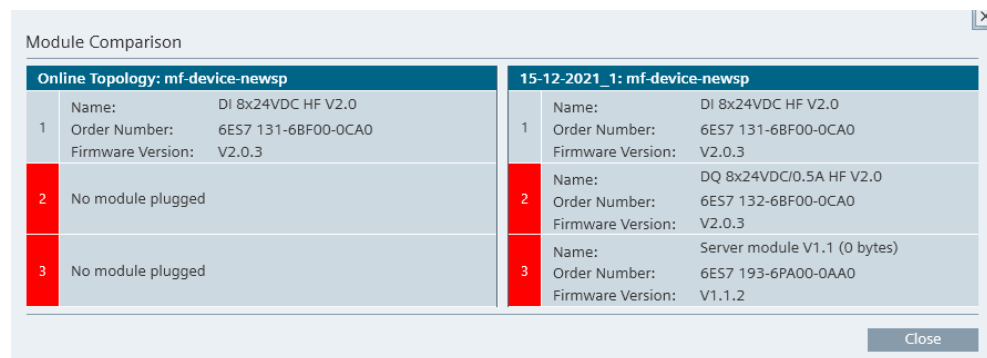 Module Comparison
Online Topology: mf-device-newsp
1
Name: DI 8x24VDC HF V2.0
Order Number: 6ES7 131-6BF00-0CA0
Firmware Version: V2.0.3
2
No module plugged
3
No module plugged
15-12-2021_1: mf-device-newsp
1
Name: DI 8x24VDC HF V2.0
Order Number: 6ES7 131-6BF00-0CA0
Firmware Version: V2.0.3
2
Name: DQ 8x24VDC/0.5A HF V2.0
Order Number: 6ES7 132-6BF00-0CA0
Firmware Version: V2.0.3
3
Name: Server module V1.1 (0 bytes)
Order Number: 6ES7 193-6PA00-0AA0
Firmware Version: V1.1.2
Close